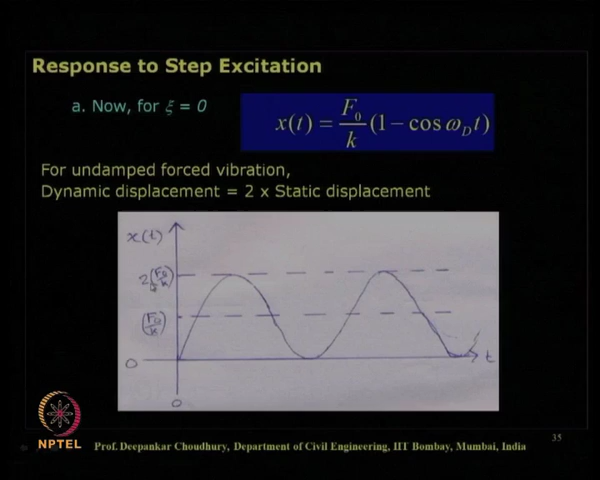 Response to Step Excitation
a. Now, for ξ = 0
x(t) = F₀/k (1 − cos ω_D t)
For undamped forced vibration,
Dynamic displacement = 2 x Static displacement
x(t)
2(F₀/k)
(F₀/k)
0
t
0
NPTEL
Prof. Deepankar Choudhury, Department of Civil Engineering, IIT Bombay, Mumbai, India
35